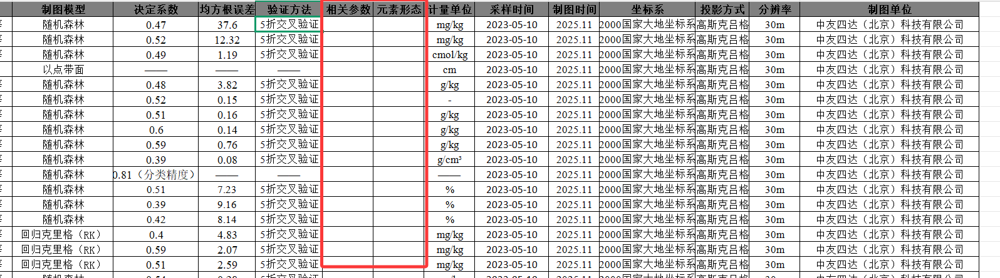 制图模型 决定系数 均方根误差 验证方法 相关参数 元素形态 计量单位 采样时间 制图时间 坐标系 投影方式 分辨率 制图单位
随机森林 0.47 37.6 5折交叉验证 mg/kg 2023-05-10 2025.11 2000国家大地坐标系 高斯克吕格 30m 中友四达（北京）科技有限公司
随机森林 0.52 12.32 5折交叉验证 mg/kg 2023-05-10 2025.11 2000国家大地坐标系 高斯克吕格 30m 中友四达（北京）科技有限公司
随机森林 0.49 1.19 5折交叉验证 cmol/kg 2023-05-10 2025.11 2000国家大地坐标系 高斯克吕格 30m 中友四达（北京）科技有限公司
以点带面 —— —— —— cm 2023-05-10 2025.11 2000国家大地坐标系 高斯克吕格 30m 中友四达（北京）科技有限公司
随机森林 0.48 3.82 5折交叉验证 g/kg 2023-05-10 2025.11 2000国家大地坐标系 高斯克吕格 30m 中友四达（北京）科技有限公司
随机森林 0.52 0.15 5折交叉验证 - 2023-05-10 2025.11 2000国家大地坐标系 高斯克吕格 30m 中友四达（北京）科技有限公司
随机森林 0.51 0.16 5折交叉验证 g/kg 2023-05-10 2025.11 2000国家大地坐标系 高斯克吕格 30m 中友四达（北京）科技有限公司
随机森林 0.6 0.14 5折交叉验证 g/kg 2023-05-10 2025.11 2000国家大地坐标系 高斯克吕格 30m 中友四达（北京）科技有限公司
随机森林 0.59 0.76 5折交叉验证 g/kg 2023-05-10 2025.11 2000国家大地坐标系 高斯克吕格 30m 中友四达（北京）科技有限公司
随机森林 0.39 0.08 5折交叉验证 g/cm³ 2023-05-10 2025.11 2000国家大地坐标系 高斯克吕格 30m 中友四达（北京）科技有限公司
随机森林 0.81（分类精度） —— —— —— 2023-05-10 2025.11 2000国家大地坐标系 高斯克吕格 30m 中友四达（北京）科技有限公司
随机森林 0.51 7.23 5折交叉验证 % 2023-05-10 2025.11 2000国家大地坐标系 高斯克吕格 30m 中友四达（北京）科技有限公司
随机森林 0.39 9.16 5折交叉验证 % 2023-05-10 2025.11 2000国家大地坐标系 高斯克吕格 30m 中友四达（北京）科技有限公司
随机森林 0.42 8.14 5折交叉验证 % 2023-05-10 2025.11 2000国家大地坐标系 高斯克吕格 30m 中友四达（北京）科技有限公司
回归克里格（RK） 0.4 4.83 5折交叉验证 mg/kg 2023-05-10 2025.11 2000国家大地坐标系 高斯克吕格 30m 中友四达（北京）科技有限公司
回归克里格（RK） 0.59 2.07 5折交叉验证 mg/kg 2023-05-10 2025.11 2000国家大地坐标系 高斯克吕格 30m 中友四达（北京）科技有限公司
回归克里格（RK） 0.51 2.59 5折交叉验证 mg/kg 2023-05-10 2025.11 2000国家大地坐标系 高斯克吕格 30m 中友四达（北京）科技有限公司